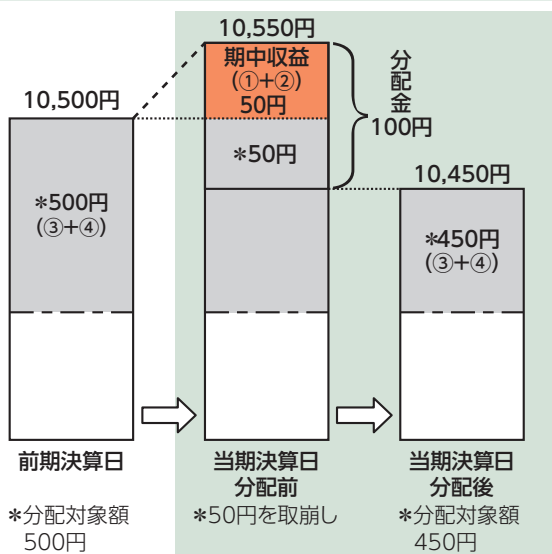 10,500円
*500円
(③+④)
前期決算日
*分配対象額
500円
10,550円
期中収益
(①+②)
50円
*50円
分配金
100円
当期決算日
分配前
*50円を取崩し
10,450円
*450円
(③+④)
当期決算日
分配後
*分配対象額
450円